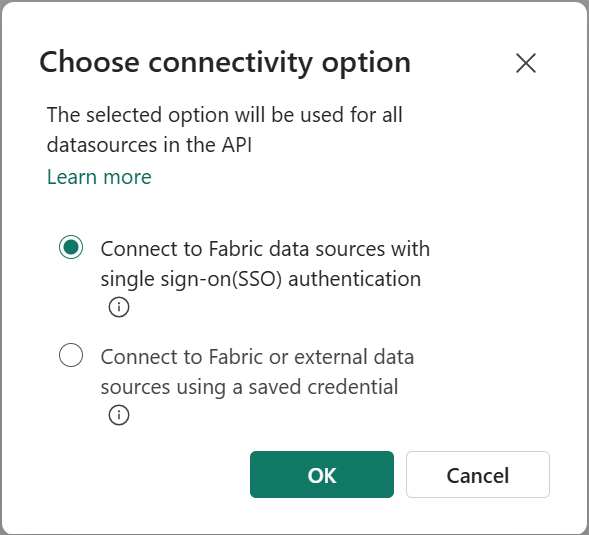 Choose connectivity option
The selected option will be used for all
datasources in the API
Learn more
Connect to Fabric data sources with
single sign-on(SSO) authentication
Connect to Fabric or external data
sources using a saved credential
OK
Cancel